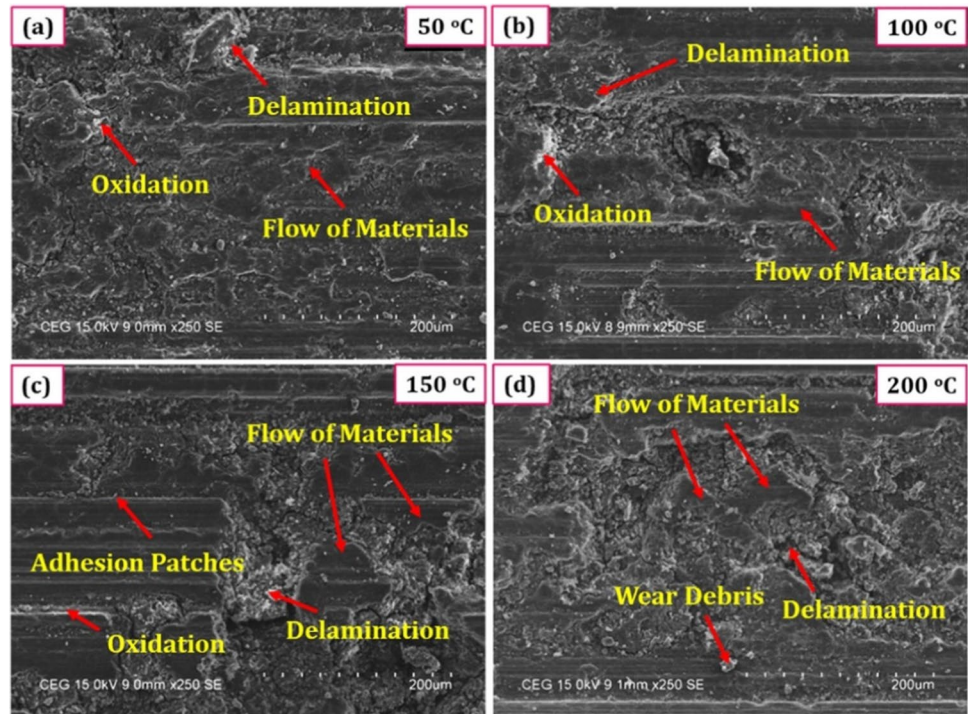 (a)
50 °C
Delamination
Oxidation
Flow of Materials
CEG 15.0kV 9.0mm x250 SE
200um
(b)
100 °C
Delamination
Oxidation
Flow of Materials
CEG 15.0kV 8.9mm x250 SE
200um
(c)
150 °C
Flow of Materials
Adhesion Patches
Oxidation
Delamination
CEG 15.0kV 9.0mm x250 SE
200um
(d)
200 °C
Flow of Materials
Wear Debris
Delamination
CEG 15.0kV 9.1mm x250 SE
200um